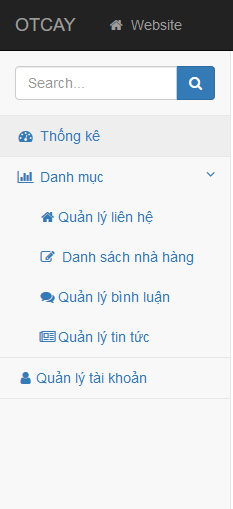 OTCAY Website
Search...
Thống kê
Danh mục
Quản lý liên hệ
Danh sách nhà hàng
Quản lý bình luận
Quản lý tin tức
Quản lý tài khoản